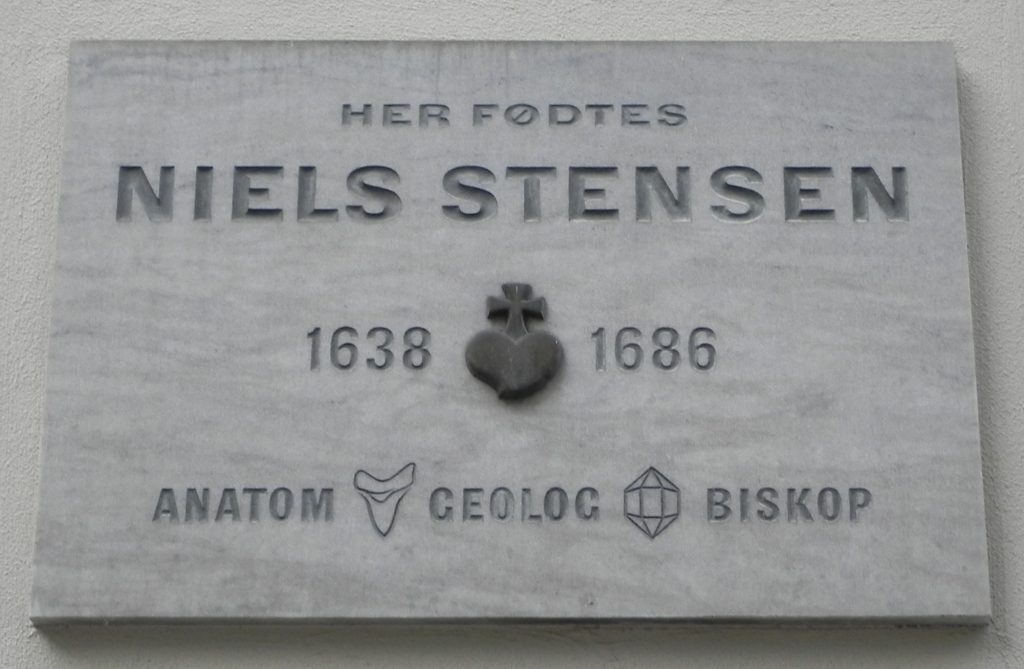 HER FØDTES
NIELS STENSEN
1638 1686
ANATOM GEOLOG BISKOP